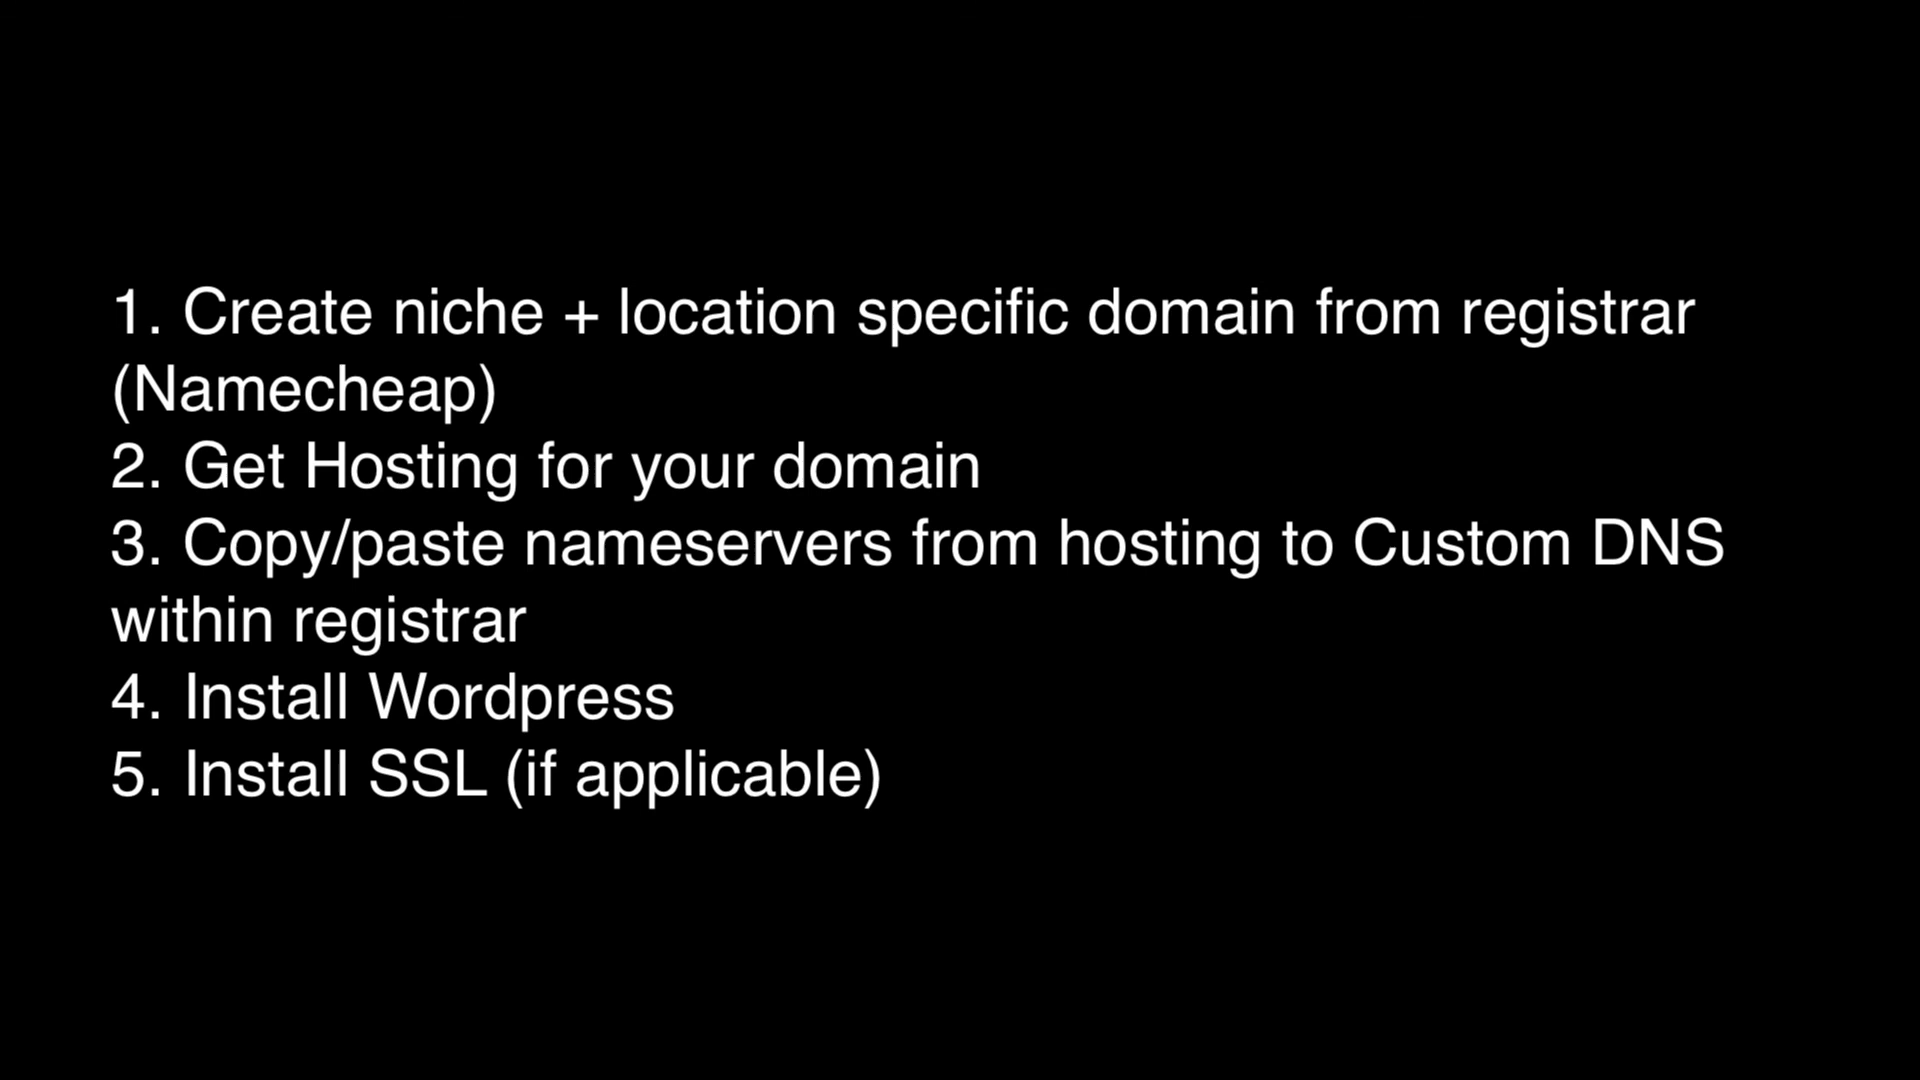 1. Create niche + location specific domain from registrar
(Namecheap)
2. Get Hosting for your domain
3. Copy/paste nameservers from hosting to Custom DNS
within registrar
4. Install Wordpress
5. Install SSL (if applicable)